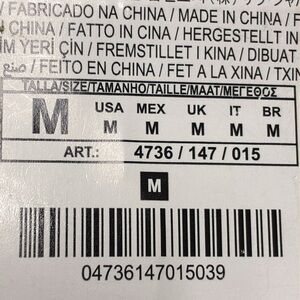 / FABRICADO NA CHINA / MADE IN CHINA /
CHINA / FATTO IN CINA / HERGESTELLT IN
YERİ ÇİN / FREMSTILLET I KINA /
صنع / FEITO EN CHINA / FET A LA XINA /
TALLA/SIZE/TAMANHO/TAILLE/MAAT/ΜΕΓΕΘΟΣ
M USA MEX UK IT BR
M M M M M
ART.: 4736 / 147 / 015
M
04736147015039